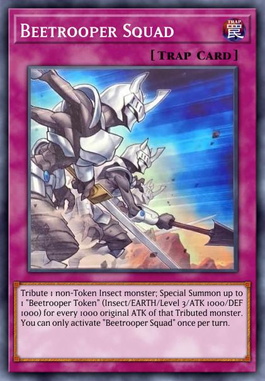 Beetrooper Squad
TRAP
罠
[ Trap Card ]
Tribute 1 non-Token Insect monster; Special Summon up to
1 "Beetrooper Token" (Insect/EARTH/Level 3/ATK 1000/DEF
1000) for every 1000 original ATK of that Tributed monster.
You can only activate "Beetrooper Squad" once per turn.